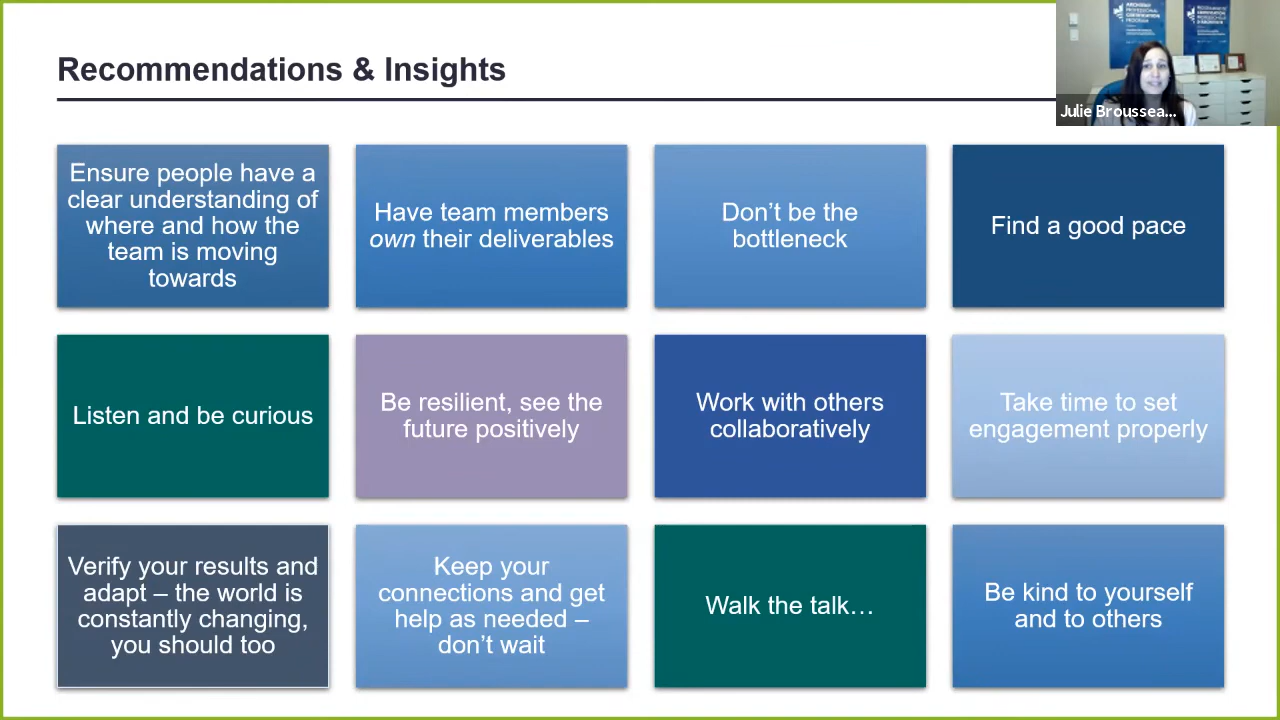 Recommendations & Insights
Julie Broussea...
Ensure people have a
clear understanding of
where and how the
team is moving
towards
Have team members
own their deliverables
Don’t be the
bottleneck
Find a good pace
Listen and be curious
Be resilient, see the
future positively
Work with others
collaboratively
Take time to set
engagement properly
Verify your results and
adapt – the world is
constantly changing,
you should too
Keep your
connections and get
help as needed –
don’t wait
Walk the talk…
Be kind to yourself
and to others